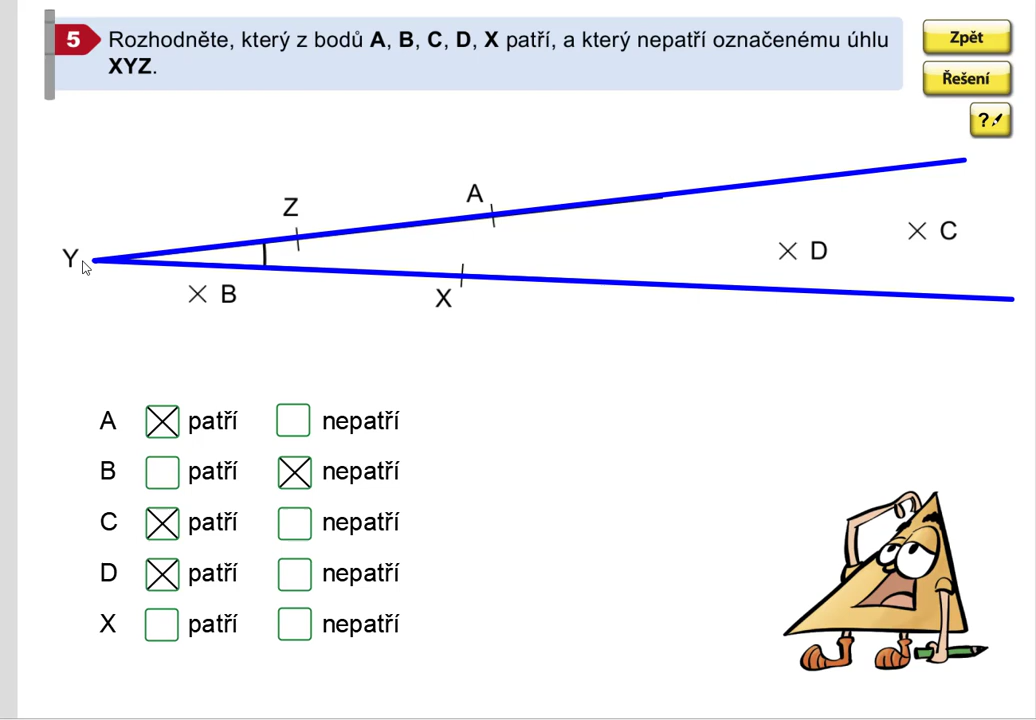 5 Rozhodněte, který z bodů A, B, C, D, X patří, a který nepatří označenému úhlu
XYZ.
Zpět
Řešení
?
Z
A
Y
D
C
B
X
A patří nepatří
B patří nepatří
C patří nepatří
D patří nepatří
X patří nepatří